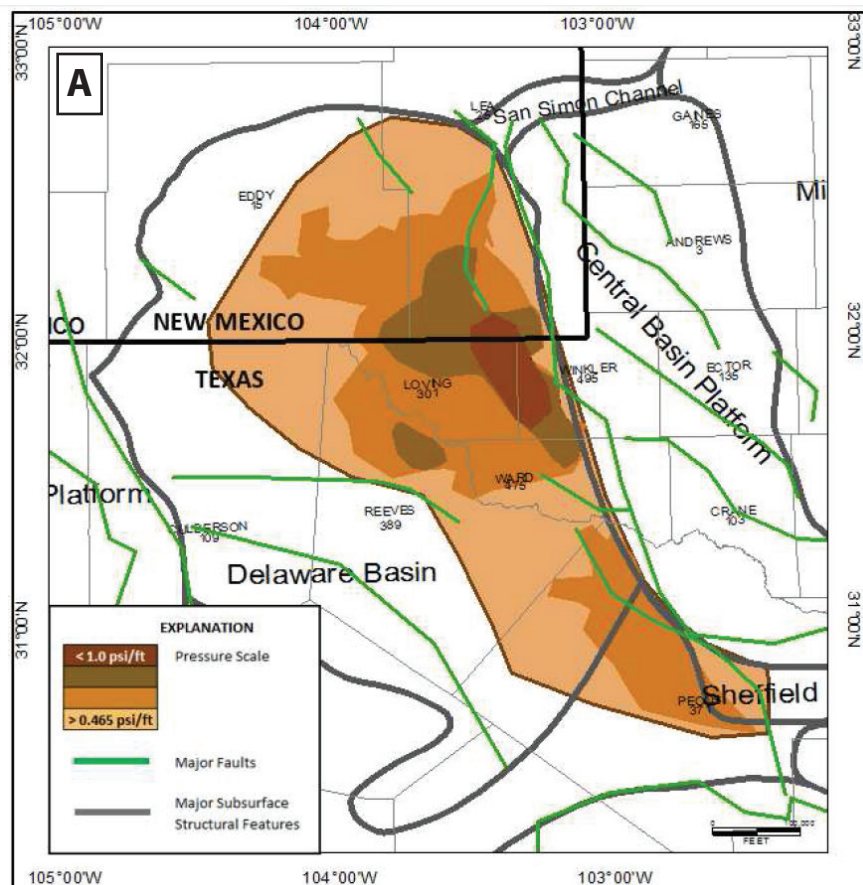 105°00'W 104°00'W 103°00'W
33°00'N
33°00'N
A
LEA
San Simon Channel
GAINES
165
EDDY
15
Mi
ANDREWS
3
Central Basin Platform
ICO
NEW MEXICO
32°00'N
32°00'N
TEXAS
LOVING
301
WINKLER
495
ECTOR
135
WARD
475
Platform
REEVES
389
CULDERSON
109
CRANE
103
Delaware Basin
31°00'N
31°00'N
EXPLANATION
< 1.0 psi/ft Pressure Scale
> 0.465 psi/ft
Major Faults
Major Subsurface
Structural Features
Sheffield
PECOS
37
FEET
105°00'W 104°00'W 103°00'W